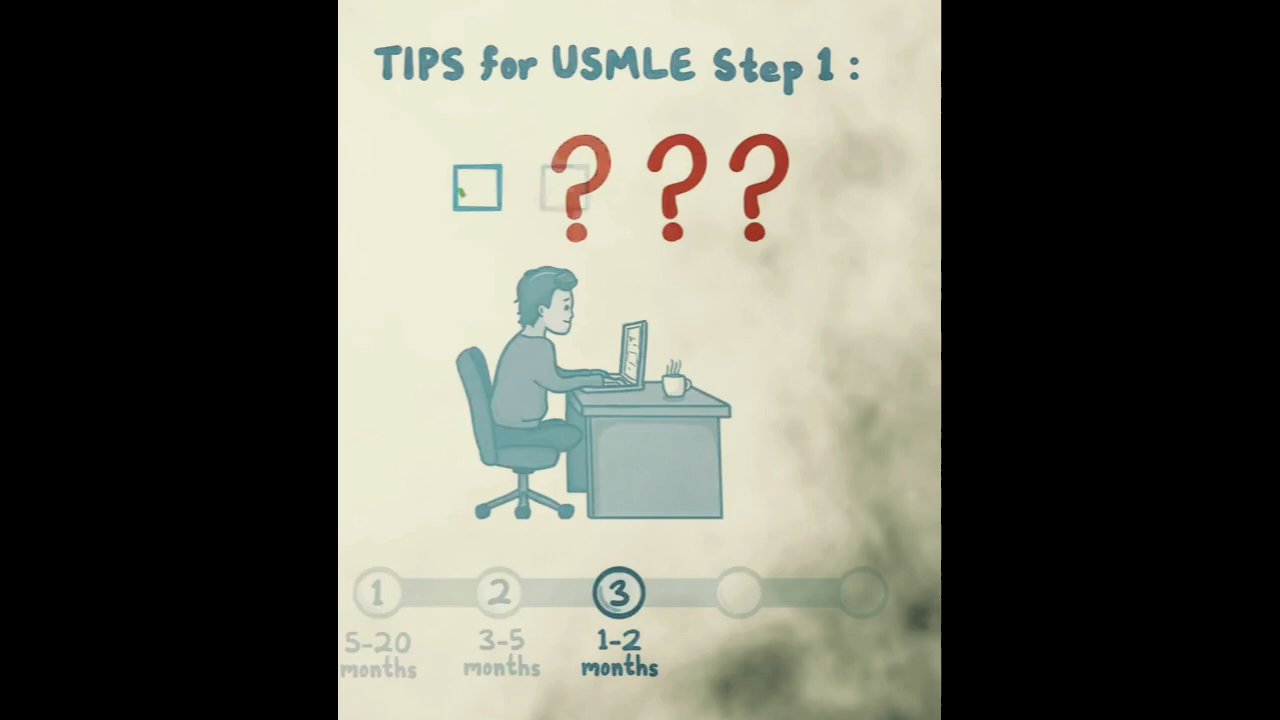 TIPS for USMLE Step 1 :
? ? ?
1 2 3
5-20 months
3-5 months
1-2 months